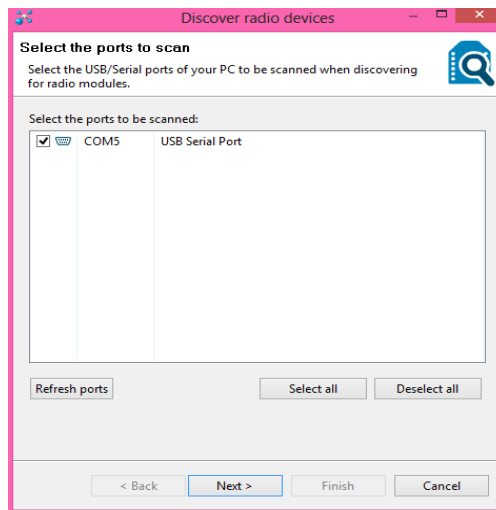 Discover radio devices
Select the ports to scan
Select the USB/Serial ports of your PC to be scanned when discovering
for radio modules.
Select the ports to be scanned:
COM5 USB Serial Port
Refresh ports Select all Deselect all
< Back Next > Finish Cancel